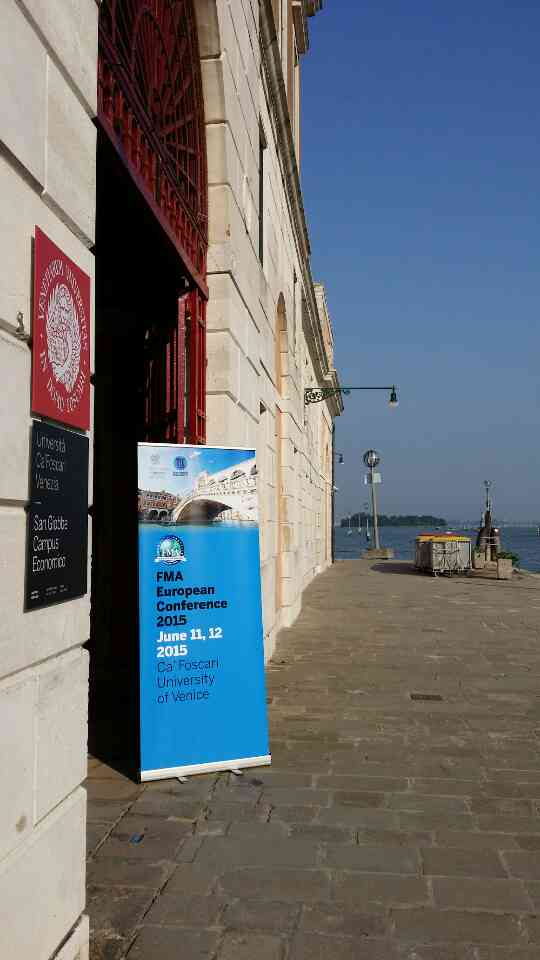 Università
Ca'Foscari
Venezia
San Giobbe
Campus
Economico
FMA
FMA
European
Conference
2015
June 11, 12
2015
Ca' Foscari
University
of Venice